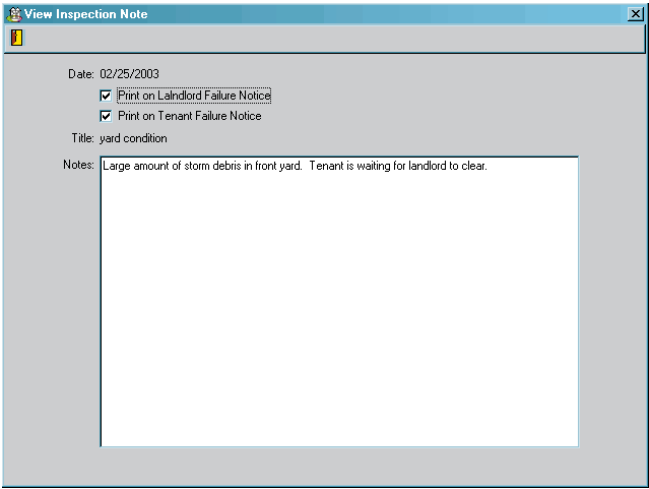 View Inspection Note
Date: 02/25/2003
Print on Lalndlord Failure Notice
Print on Tenant Failure Notice
Title: yard condition
Notes: Large amount of storm debris in front yard. Tenant is waiting for landlord to clear.